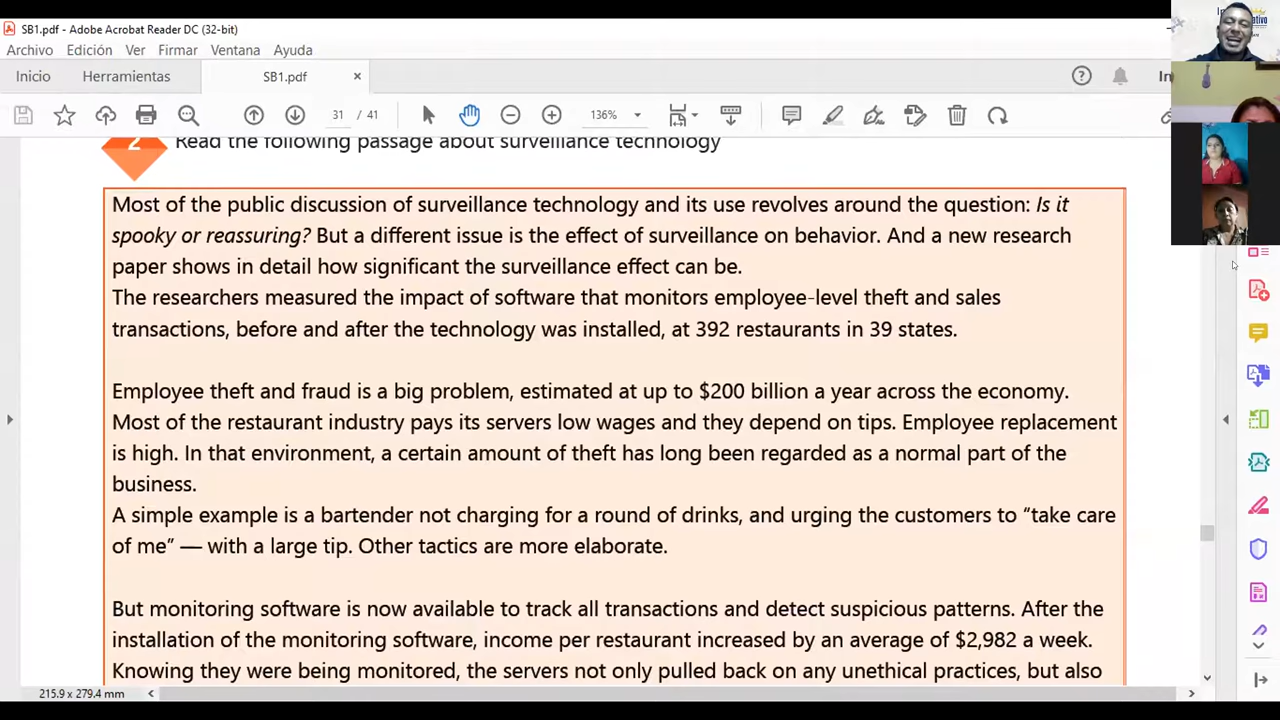 SB1.pdf - Adobe Acrobat Reader DC (32-bit)
Archivo Edición Ver Firmar Ventana Ayuda
Inicio Herramientas SB1.pdf × In
31 / 41 136%
2 Read the following passage about surveillance technology
Most of the public discussion of surveillance technology and its use revolves around the question: Is it
spooky or reassuring? But a different issue is the effect of surveillance on behavior. And a new research
paper shows in detail how significant the surveillance effect can be.
The researchers measured the impact of software that monitors employee-level theft and sales
transactions, before and after the technology was installed, at 392 restaurants in 39 states.
Employee theft and fraud is a big problem, estimated at up to $200 billion a year across the economy.
Most of the restaurant industry pays its servers low wages and they depend on tips. Employee replacement
is high. In that environment, a certain amount of theft has long been regarded as a normal part of the
business.
A simple example is a bartender not charging for a round of drinks, and urging the customers to “take care
of me” — with a large tip. Other tactics are more elaborate.
But monitoring software is now available to track all transactions and detect suspicious patterns. After the
installation of the monitoring software, income per restaurant increased by an average of $2,982 a week.
Knowing they were being monitored, the servers not only pulled back on any unethical practices, but also
215.9 x 279.4 mm